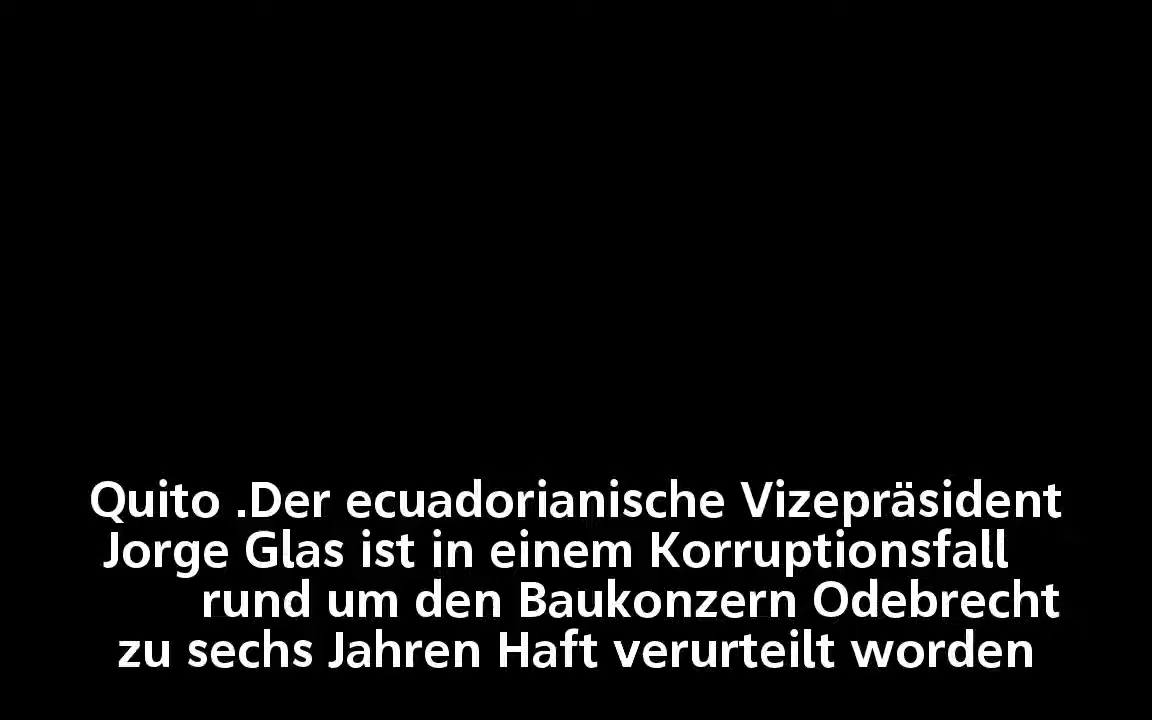 Quito .Der ecuadorianische Vizepräsident
Jorge Glas ist in einem Korruptionsfall
rund um den Baukonzern Odebrecht
zu sechs Jahren Haft verurteilt worden